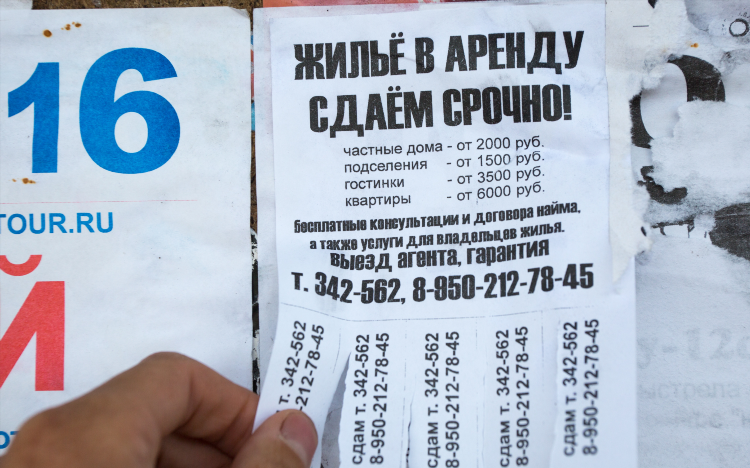 16
TOUR.RU
Й
ЖИЛЬЁ В АРЕНДУ
СДАЁМ СРОЧНО!
частные дома - от 2000 руб.
подселения - от 1500 руб.
гостинки - от 3500 руб.
квартиры - от 6000 руб.
бесплатные консультации и договора найма,
а также услуги для владельцев жилья.
выезд агента, гарантия
т. 342-562, 8-950-212-78-45
т. 342-562
-212-78-45
сдам т. 342-562
8-950-212-78-45
сдам т. 342-562
8-950-212-78-45
сдам т. 342-562
8-950-212-78-45
сдам т. 342-562
8-950-212-78-45